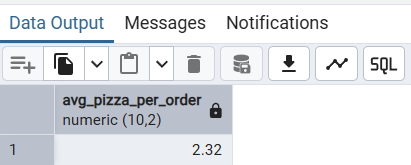 Data Output Messages Notifications
SQL
avg_pizza_per_order
numeric (10,2)
1 2.32